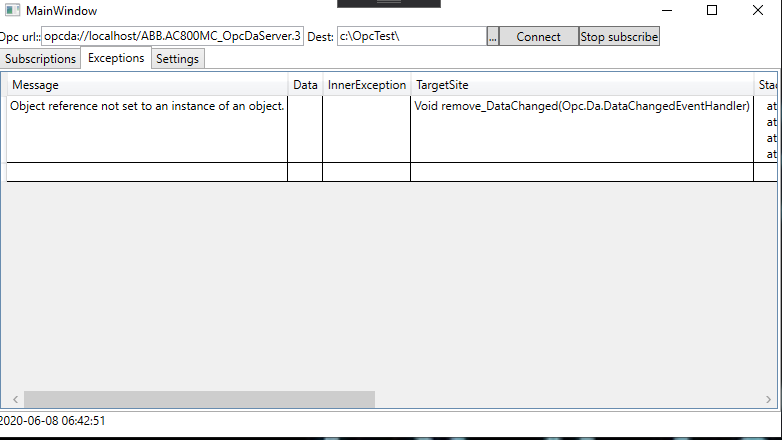 MainWindow
Opc url:: opcda://localhost/ABB.AC800MC_OpcDaServer.3 Dest: c:\OpcTest\ ... Connect Stop subscribe
Subscriptions Exceptions Settings
Message Data InnerException TargetSite Stac
Object reference not set to an instance of an object. Void remove_DataChanged(Opc.Da.DataChangedEventHandler) at
at
at
at
2020-06-08 06:42:51